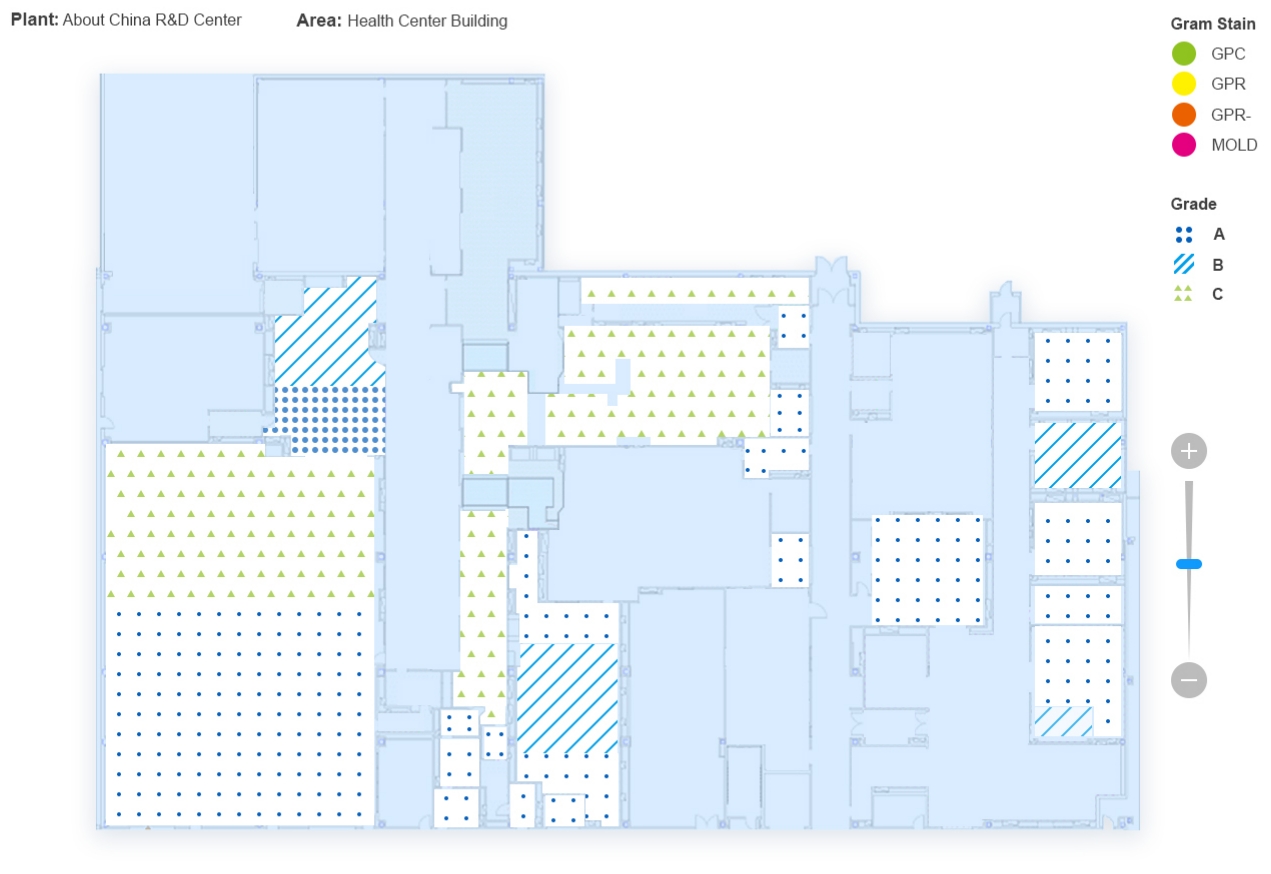 Plant: About China R&D Center
Area: Health Center Building
Gram Stain
GPC
GPR
GPR-
MOLD
Grade
A
B
C